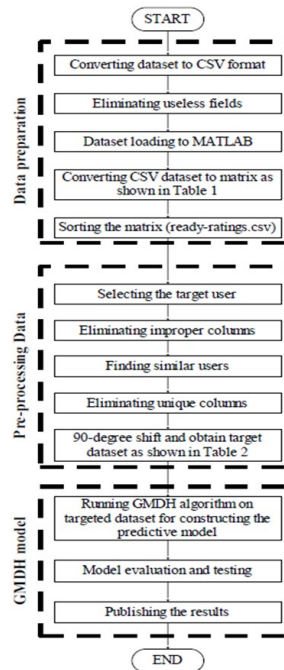 START
Data preparation
Converting dataset to CSV format
Eliminating useless fields
Dataset loading to MATLAB
Converting CSV dataset to matrix as
shown in Table 1
Sorting the matrix (ready-ratings.csv)
Pre-processing Data
Selecting the target user
Eliminating improper columns
Finding similar users
Eliminating unique columns
90-degree shift and obtain target
dataset as shown in Table 2
GMDH model
Running GMDH algorithm on
targeted dataset for constructing the
predictive model
Model evaluation and testing
Publishing the results
END